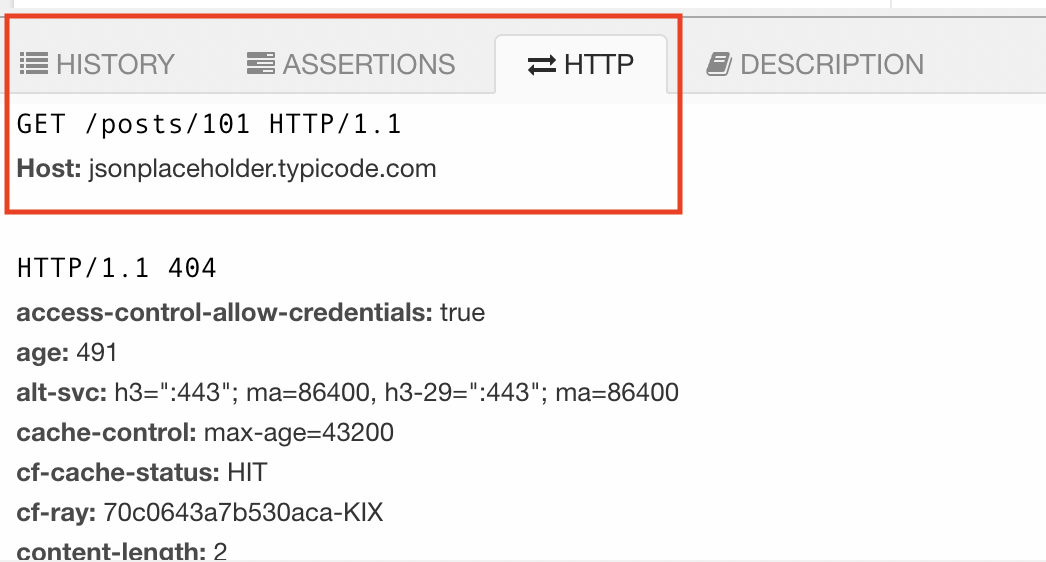 HISTORY ASSERTIONS HTTP DESCRIPTION
GET /posts/101 HTTP/1.1
Host: jsonplaceholder.typicode.com
HTTP/1.1 404
access-control-allow-credentials: true
age: 491
alt-svc: h3=":443"; ma=86400, h3-29=":443"; ma=86400
cache-control: max-age=43200
cf-cache-status: HIT
cf-ray: 70c0643a7b530aca-KIX
content-length: 2